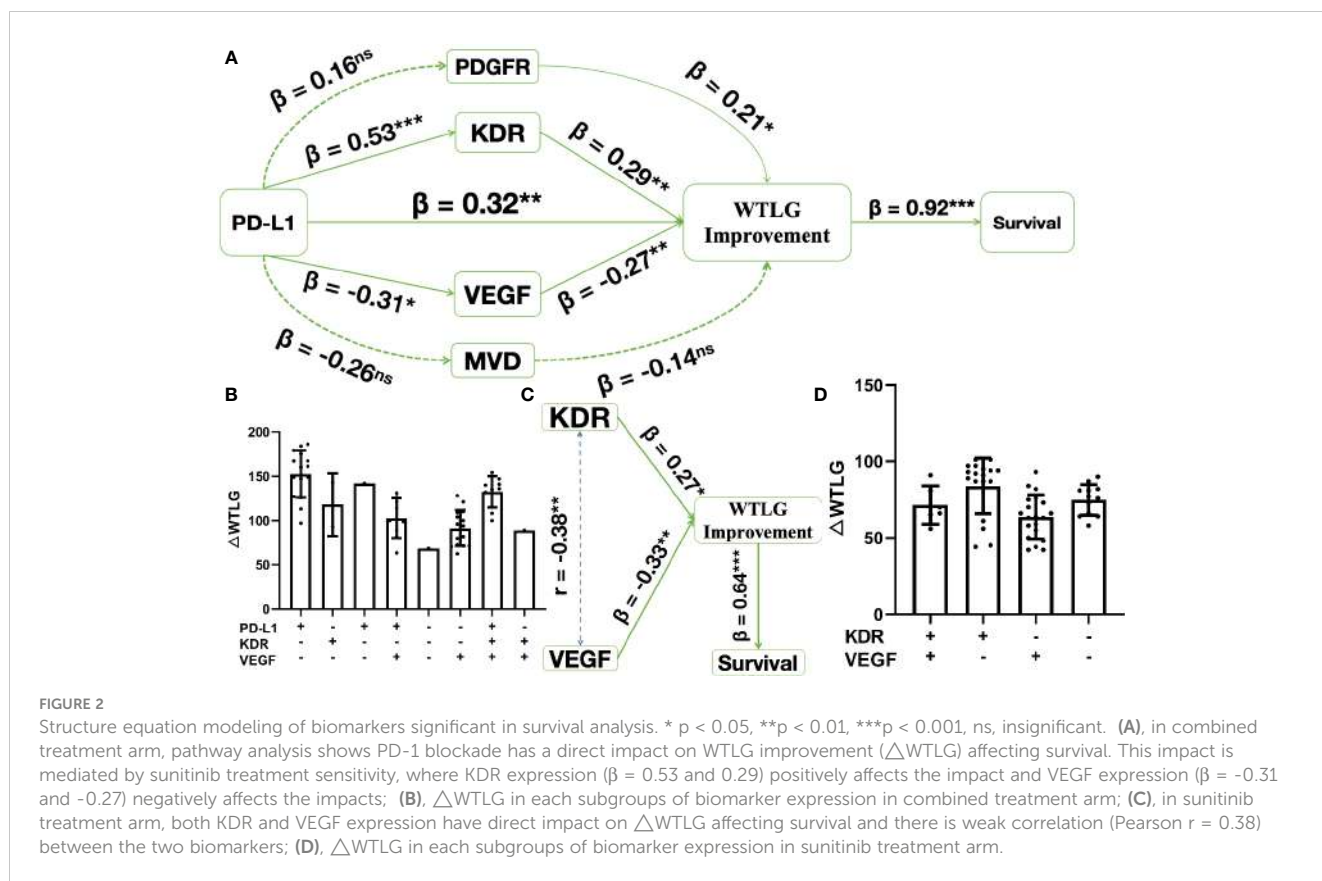 A
β = 0.16ns
PDGFR
β = 0.21*
β = 0.53***
KDR
β = 0.29**
PD-L1
β = 0.32**
WTLG
Improvement
β = 0.92***
Survival
β = -0.31*
VEGF
β = -0.27**
β = -0.26ns
MVD
β = -0.14ns
B
△WTLG
200
150
100
50
0
PD-L1 + - + + - - + -
KDR - + + - - - + +
VEGF - - - + - + + +
C
KDR
β = 0.27*
r = -0.38**
WTLG
Improvement
β = -0.33**
β = 0.64***
VEGF
Survival
D
△WTLG
150
100
50
0
KDR + + - -
VEGF + - + -
FIGURE 2
Structure equation modeling of biomarkers significant in survival analysis. * p < 0.05, **p < 0.01, ***p < 0.001, ns, insignificant. (A), in combined
treatment arm, pathway analysis shows PD-1 blockade has a direct impact on WTLG improvement (△WTLG) affecting survival. This impact is
mediated by sunitinib treatment sensitivity, where KDR expression (β = 0.53 and 0.29) positively affects the impact and VEGF expression (β = -0.31
and -0.27) negatively affects the impacts; (B), △WTLG in each subgroups of biomarker expression in combined treatment arm; (C), in sunitinib
treatment arm, both KDR and VEGF expression have direct impact on △WTLG affecting survival and there is weak correlation (Pearson r = 0.38)
between the two biomarkers; (D), △WTLG in each subgroups of biomarker expression in sunitinib treatment arm.